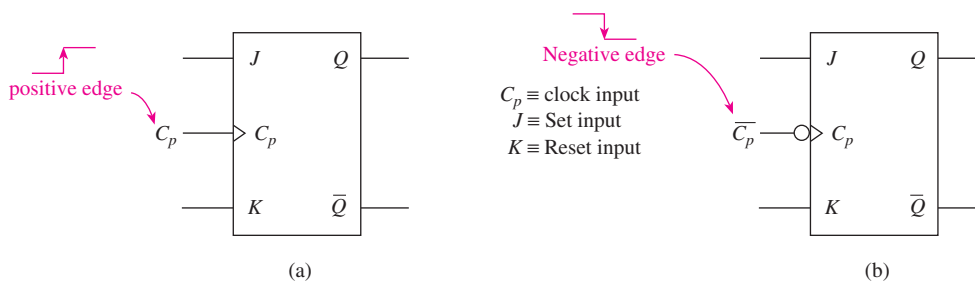 positive edge
C_p
J
Q
C_p
K
Q̅
(a)
Negative edge
C_p ≡ clock input
J ≡ Set input
K ≡ Reset input
C̅_p̅
J
Q
C_p
K
Q̅
(b)